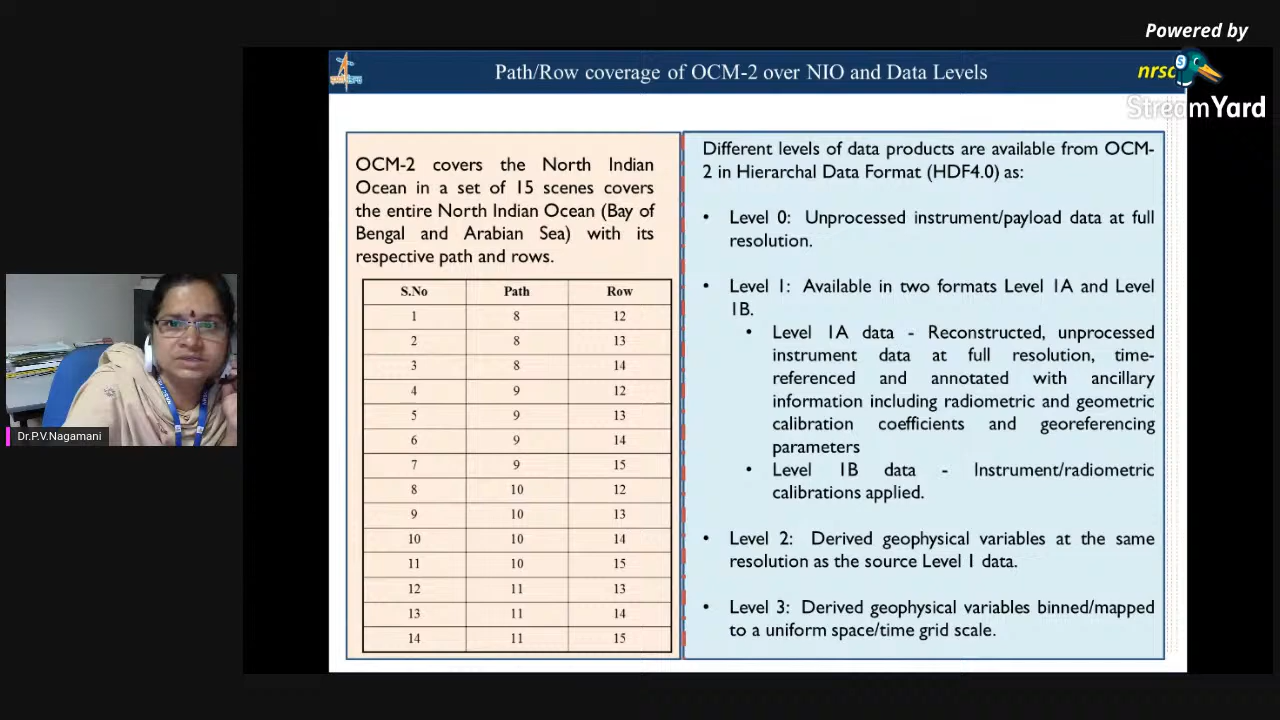 Powered by
StreamYard
Path/Row coverage of OCM-2 over NIO and Data Levels
nrsc
OCM-2 covers the North Indian
Ocean in a set of 15 scenes covers
the entire North Indian Ocean (Bay of
Bengal and Arabian Sea) with its
respective path and rows.
S.No Path Row
1 8 12
2 8 13
3 8 14
4 9 12
5 9 13
6 9 14
7 9 15
8 10 12
9 10 13
10 10 14
11 10 15
12 11 13
13 11 14
14 11 15
Different levels of data products are available from OCM-
2 in Hierarchal Data Format (HDF4.0) as:
• Level 0: Unprocessed instrument/payload data at full
resolution.
• Level 1: Available in two formats Level 1A and Level
1B.
• Level 1A data - Reconstructed, unprocessed
instrument data at full resolution, time-
referenced and annotated with ancillary
information including radiometric and geometric
calibration coefficients and georeferencing
parameters
• Level 1B data - Instrument/radiometric
calibrations applied.
• Level 2: Derived geophysical variables at the same
resolution as the source Level 1 data.
• Level 3: Derived geophysical variables binned/mapped
to a uniform space/time grid scale.
Dr.P.V.Nagamani